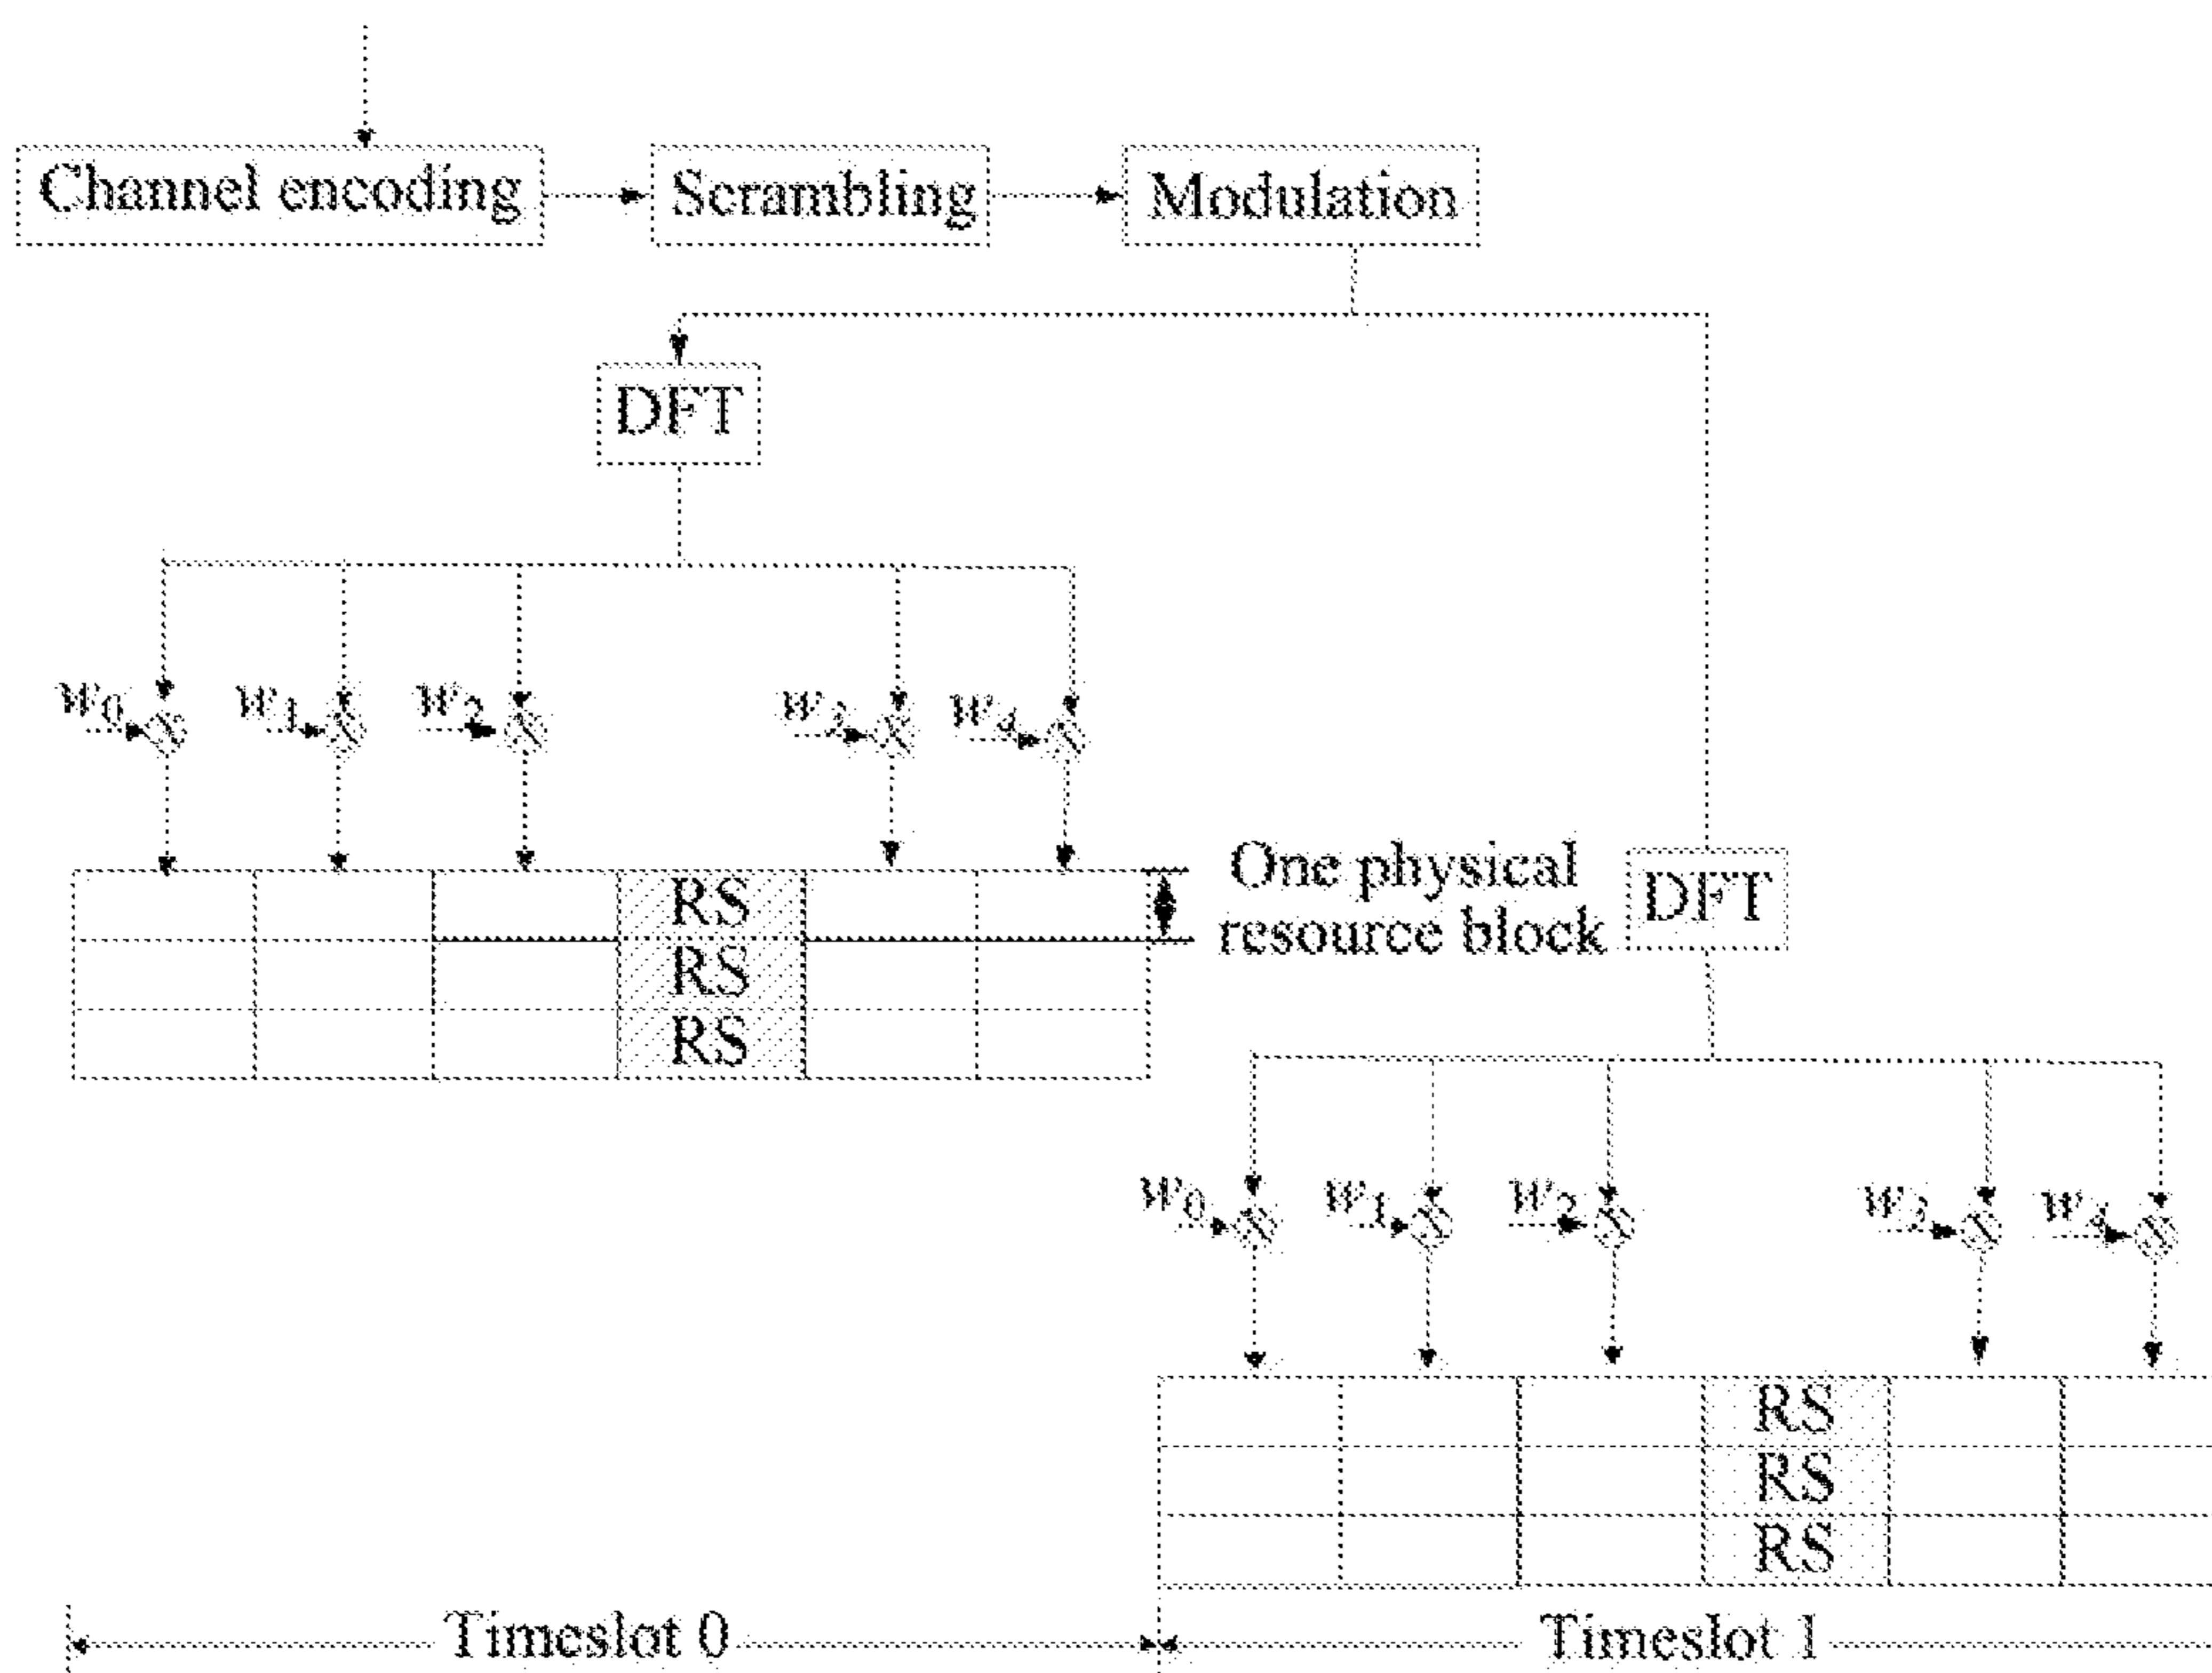 Channel encoding
Scrambling
Modulation
DFT
w0 w1 w2 w3 w4
RS
RS
RS
One physical
resource block
DFT
w0 w1 w2 w3 w4
RS
RS
RS
Timeslot 0
Timeslot 1